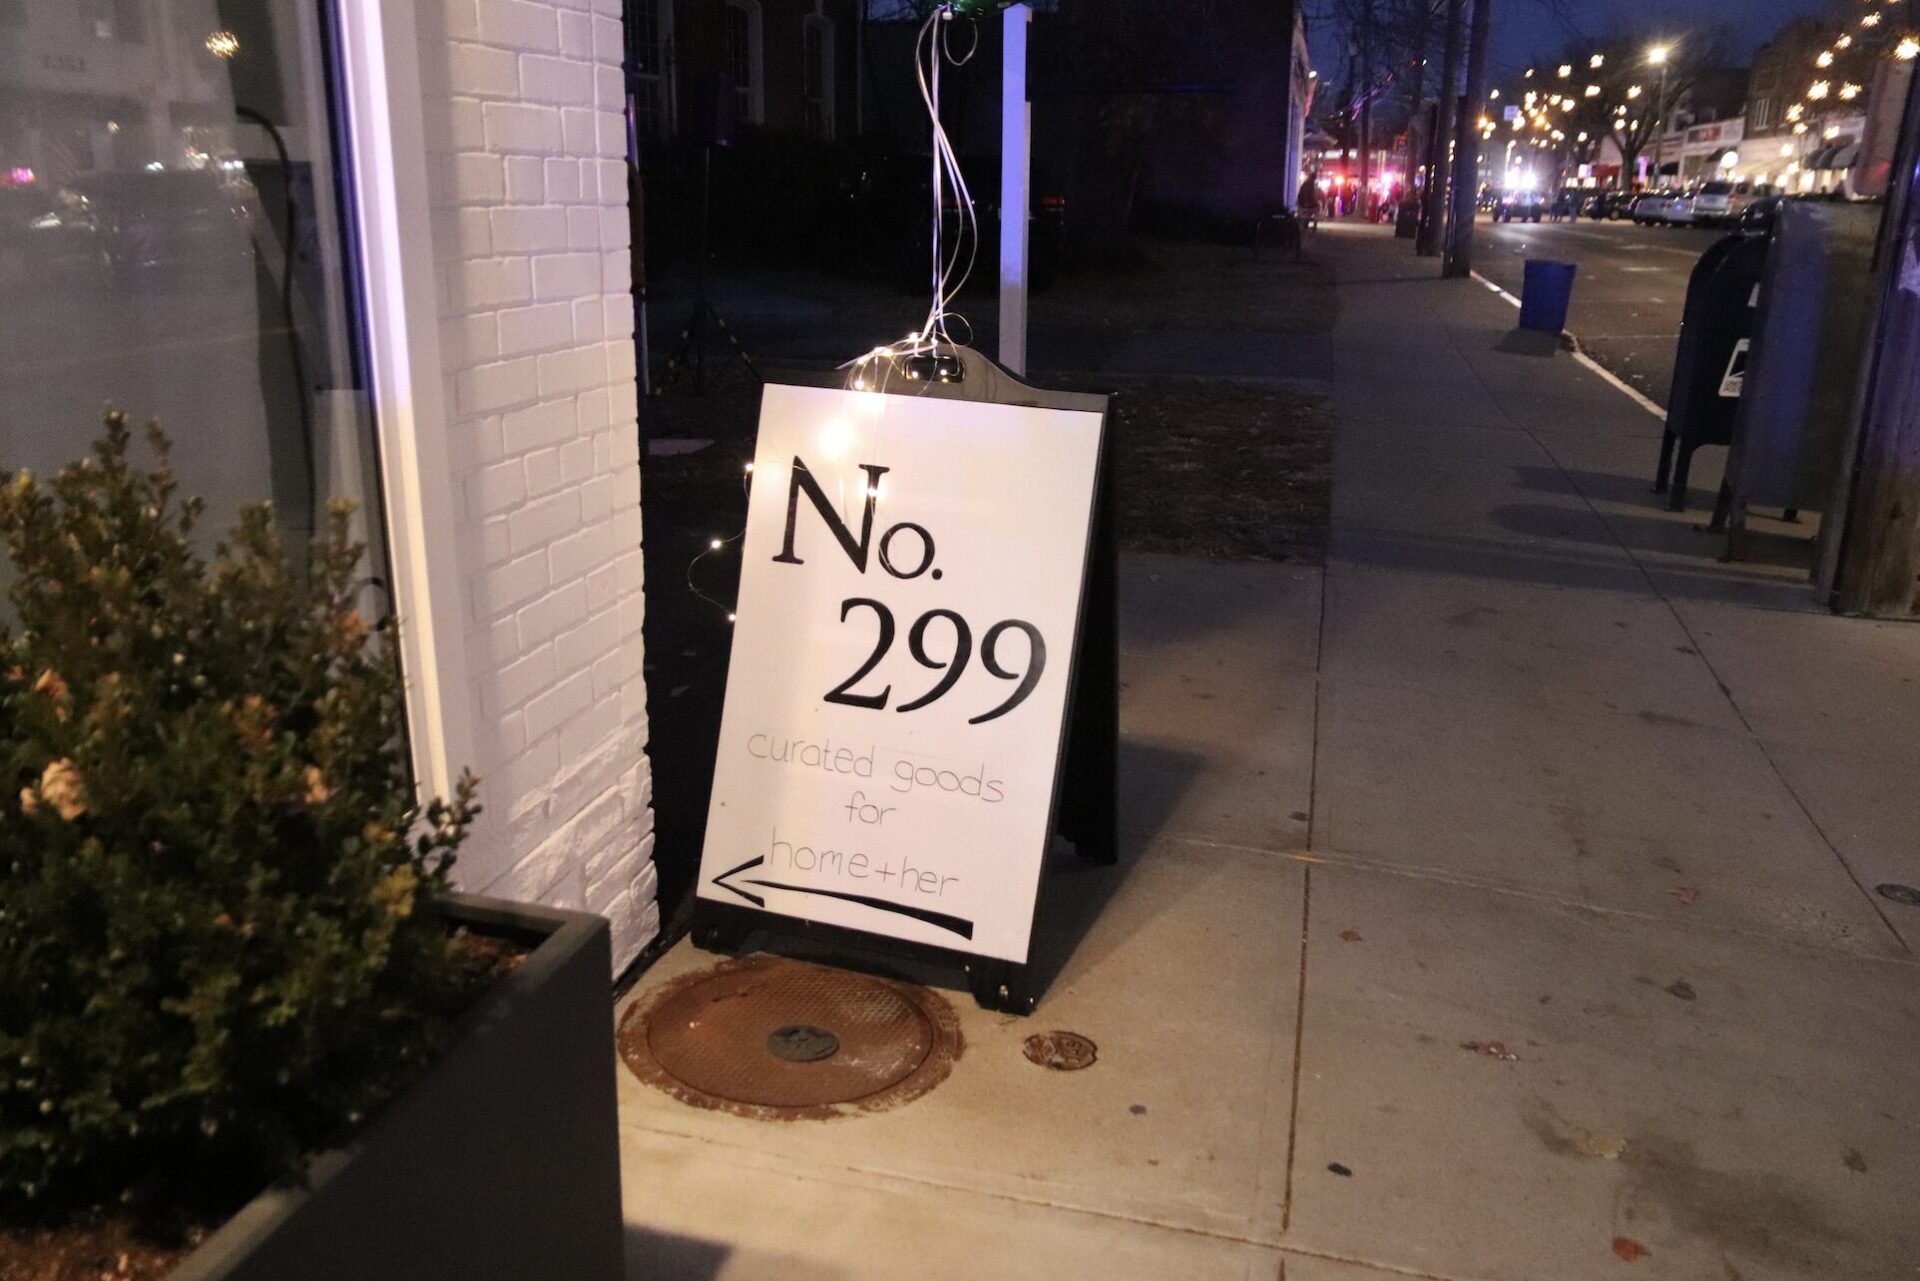 No.
299
curated goods
for
home+her